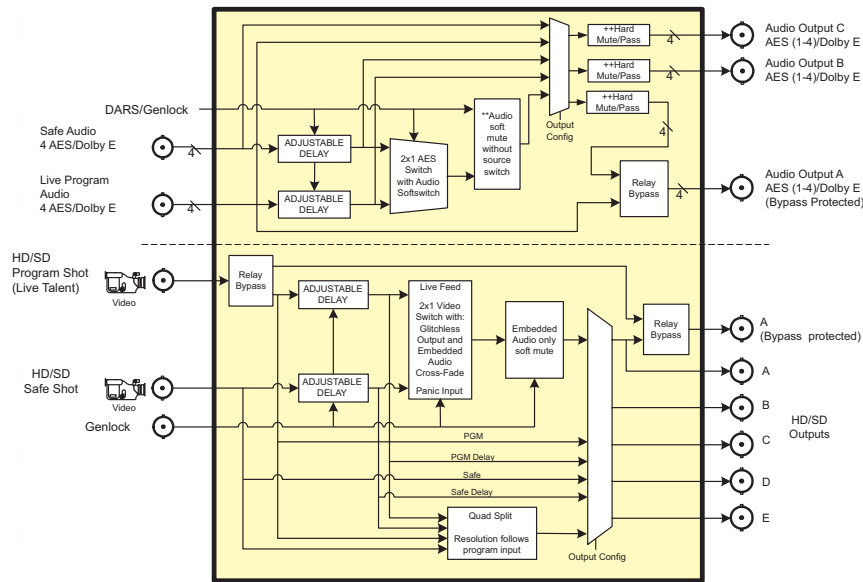 ++Hard
Mute/Pass
4
Audio Output C
AES (1-4)/Dolby E
++Hard
Mute/Pass
4
Audio Output B
AES (1-4)/Dolby E
++Hard
Mute/Pass
4
DARS/Genlock
Safe Audio
4 AES/Dolby E
4
ADJUSTABLE
DELAY
2x1 AES
Switch
with Audio
Softswitch
**Audio
soft
mute
without
source
switch
Output
Config
Live Program
Audio
4 AES/Dolby E
4
ADJUSTABLE
DELAY
Relay
Bypass
4
Audio Output A
AES (1-4)/Dolby E
(Bypass Protected)
HD/SD
Program Shot
(Live Talent)
Video
Relay
Bypass
ADJUSTABLE
DELAY
Live Feed
2x1 Video
Switch with:
Glitchless
Output and
Embedded
Audio
Cross-Fade
Panic Input
Embedded
Audio only
soft mute
Relay
Bypass
A
(Bypass protected)
HD/SD
Safe Shot
Video
ADJUSTABLE
DELAY
Genlock
A
B
C
D
E
HD/SD
Outputs
PGM
PGM Delay
Safe
Safe Delay
Quad Split
Resolution follows
program input
Output Config